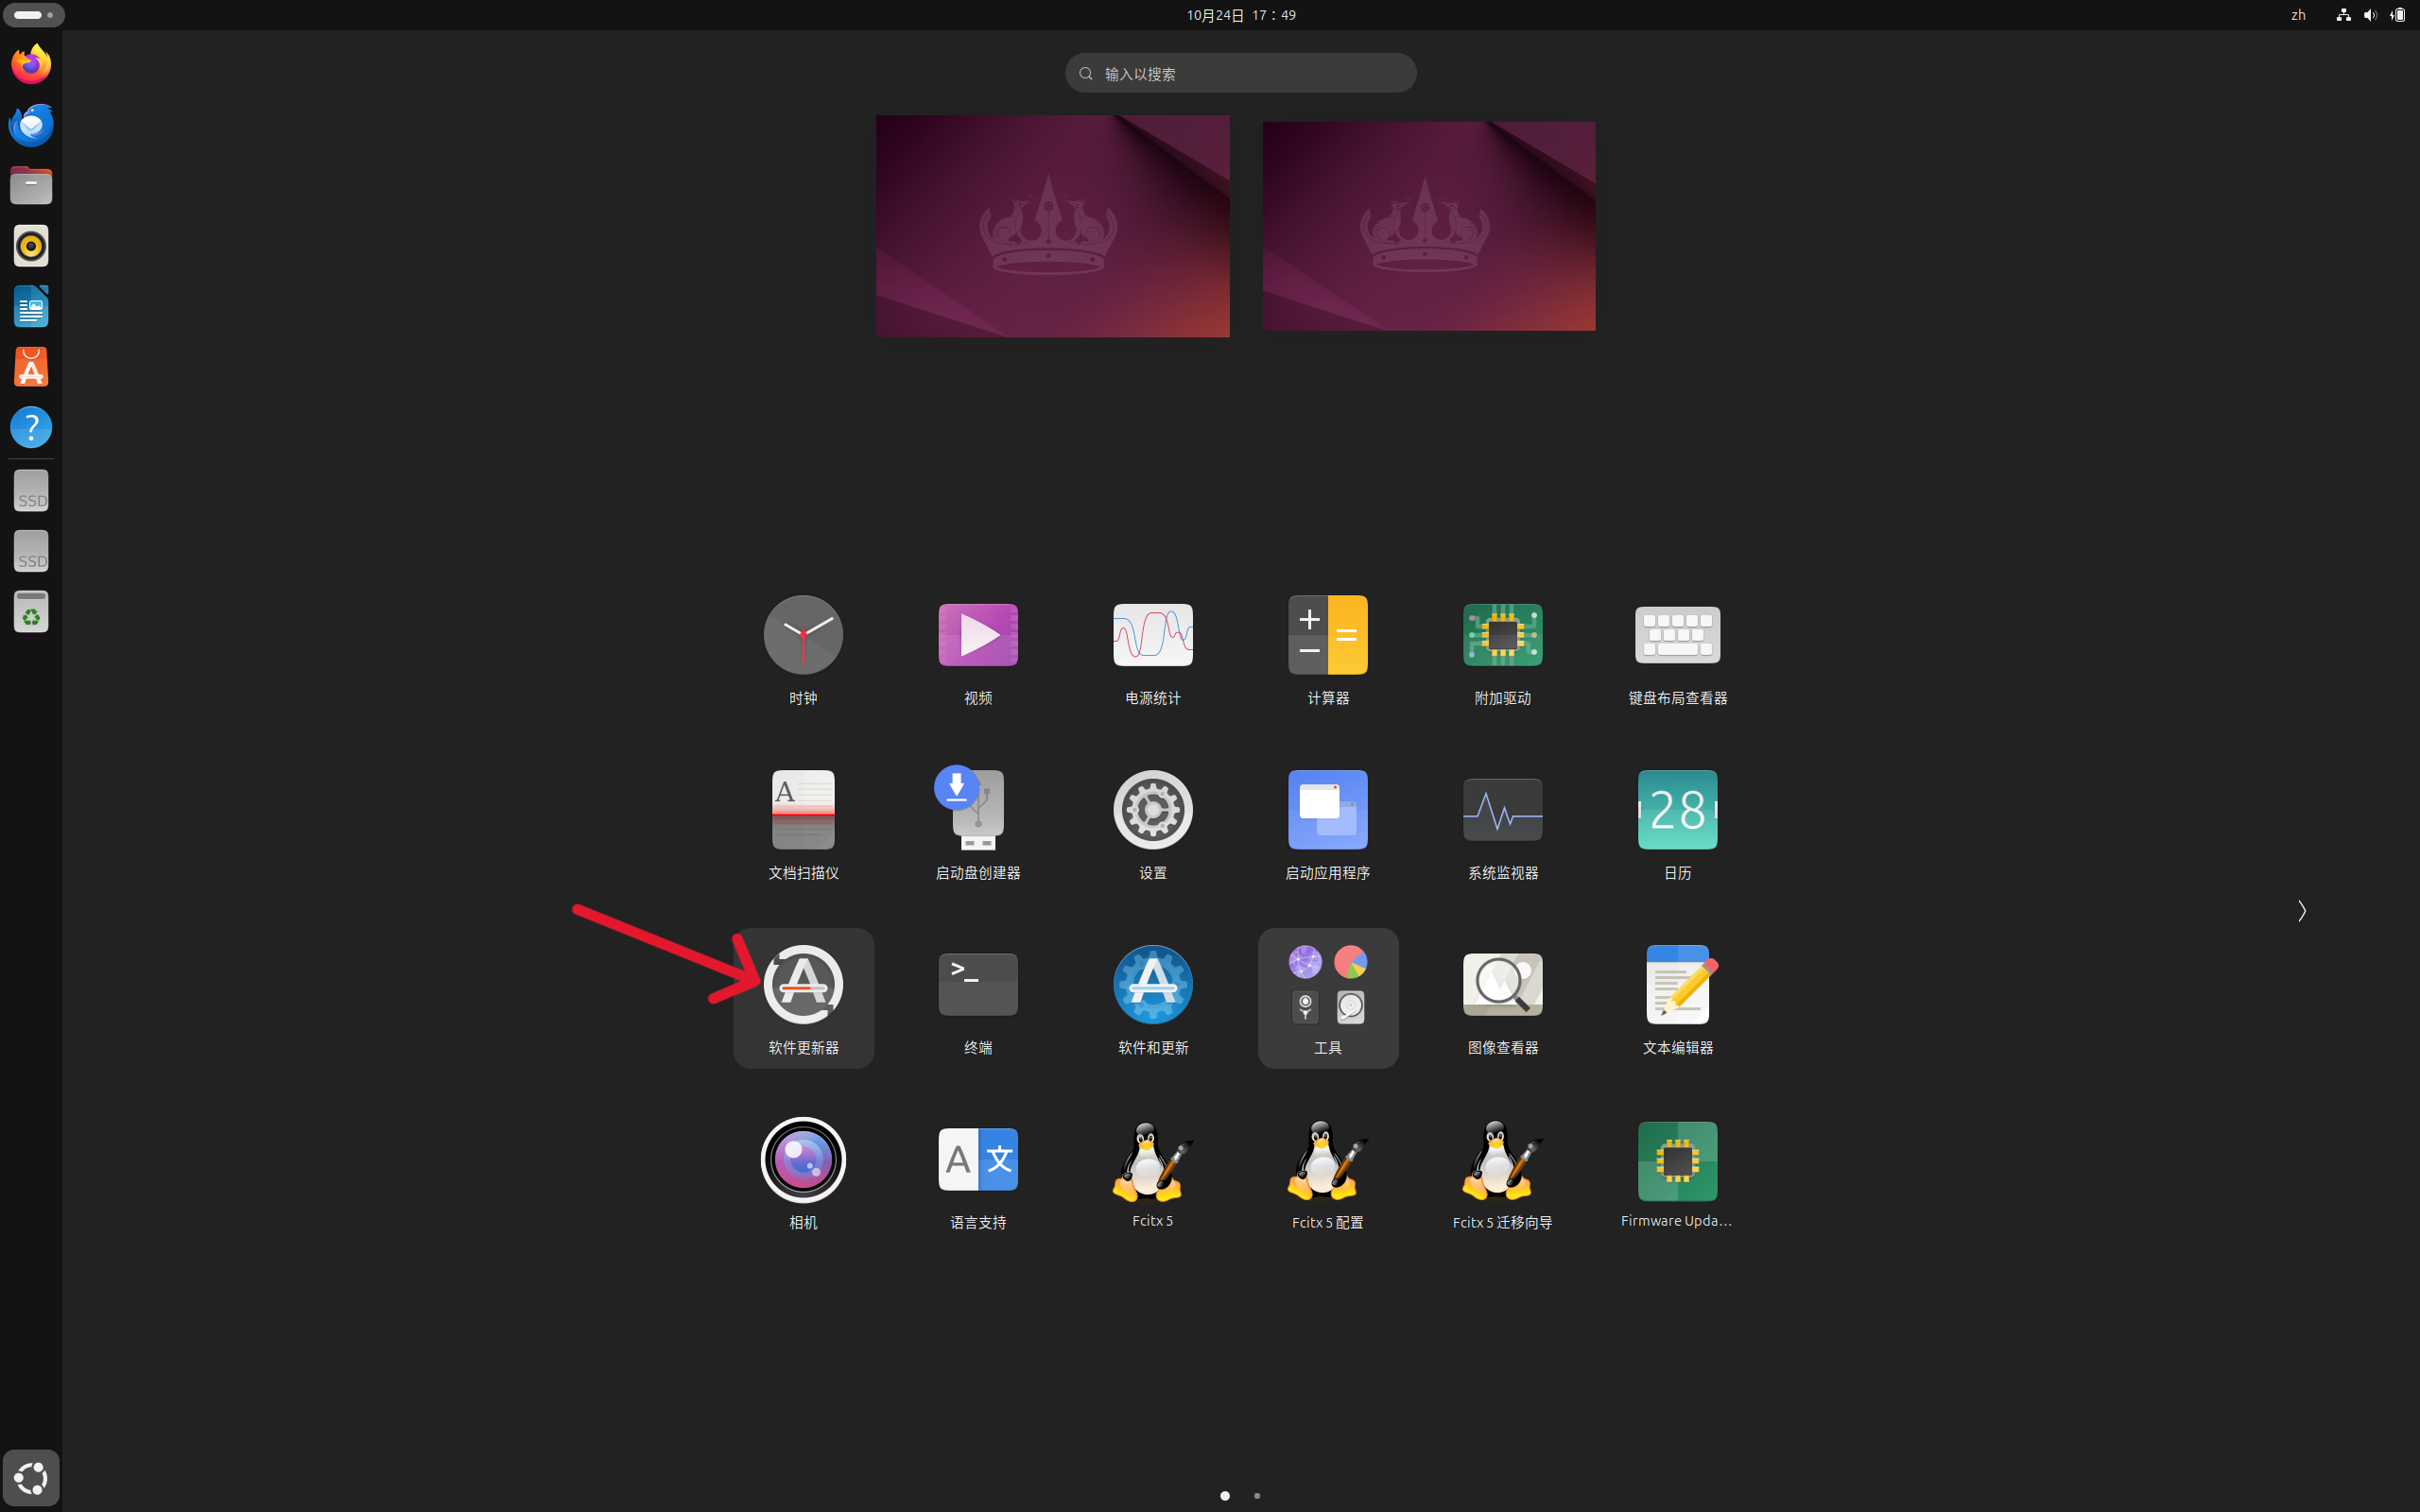 10月24日 17：49
zh
输入以搜索
SSD
SSD
时钟
视频
电源统计
计算器
附加驱动
键盘布局查看器
A
28
文档扫描仪
启动盘创建器
设置
启动应用程序
系统监视器
日历
>_
软件更新器
终端
软件和更新
工具
图像查看器
文本编辑器
A 文
相机
语言支持
Fcitx 5
Fcitx 5 配置
Fcitx 5 迁移向导
Firmware Upda...